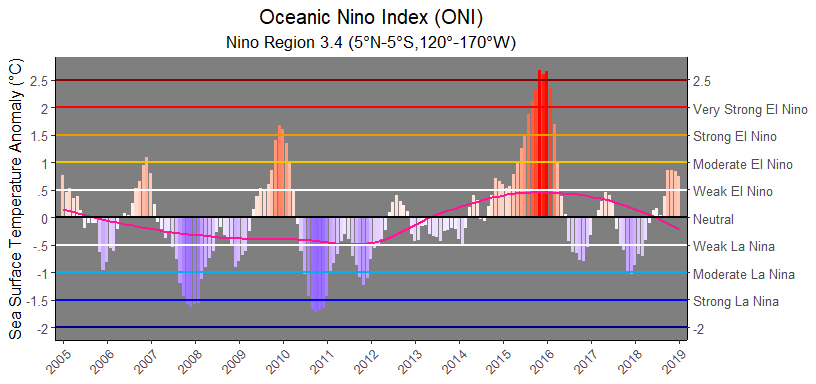 Oceanic Nino Index (ONI)
Nino Region 3.4 (5°N-5°S,120°-170°W)
Sea Surface Temperature Anomaly (°C)
2.5
2
1.5
1
.5
0
-.5
-1
-1.5
-2
2.5
Very Strong El Nino
Strong El Nino
Moderate El Nino
Weak El Nino
Neutral
Weak La Nina
Moderate La Nina
Strong La Nina
-2
2005
2006
2007
2008
2009
2010
2011
2012
2013
2014
2015
2016
2017
2018
2019